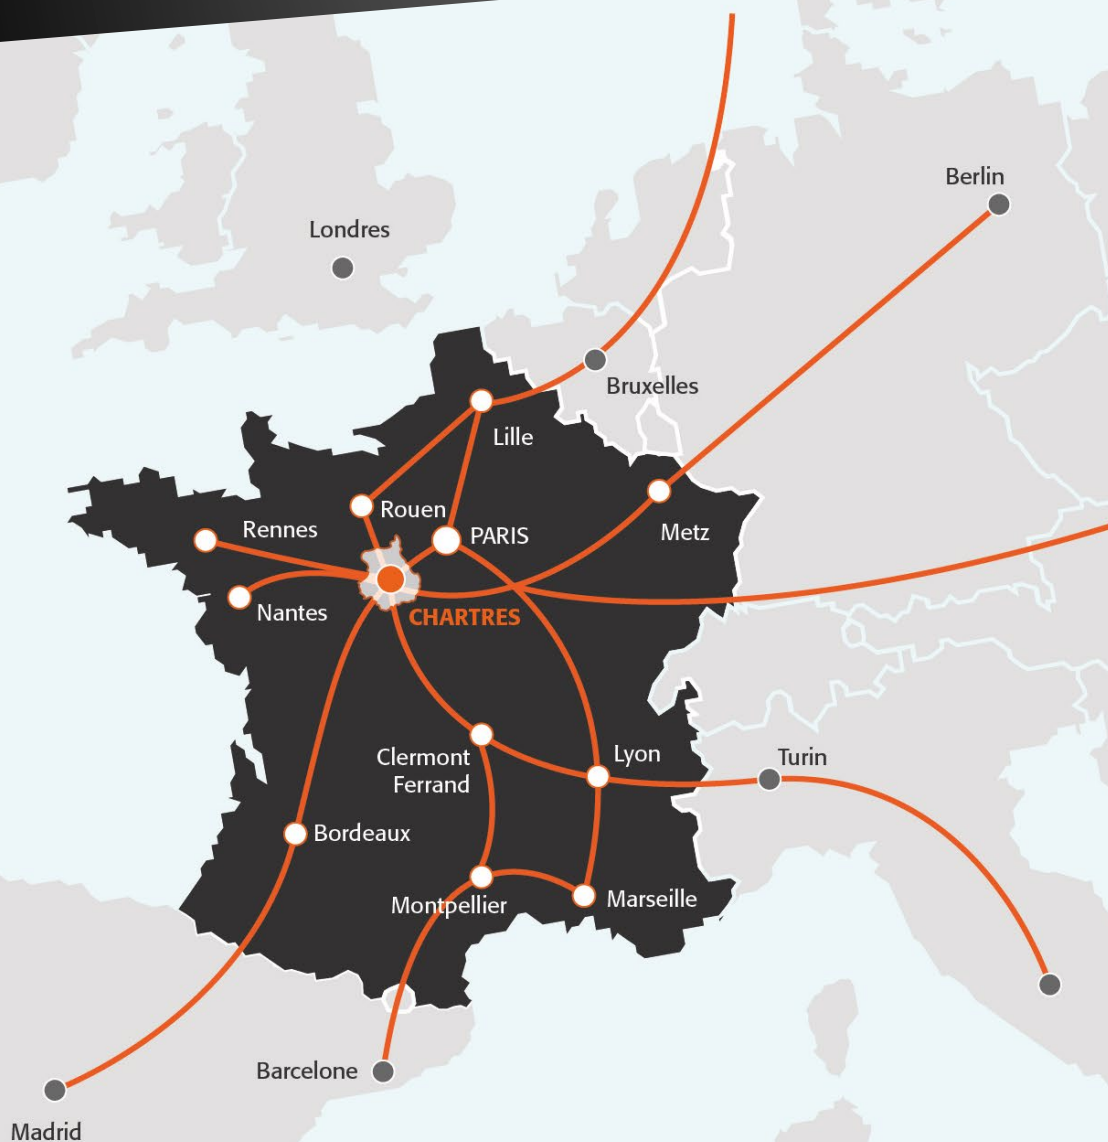 Berlin
Londres
Bruxelles
Lille
Rouen
Rennes
PARIS
Metz
Nantes
CHARTRES
Clermont
Ferrand
Lyon
Turin
Bordeaux
Montpellier
Marseille
Barcelone
Madrid